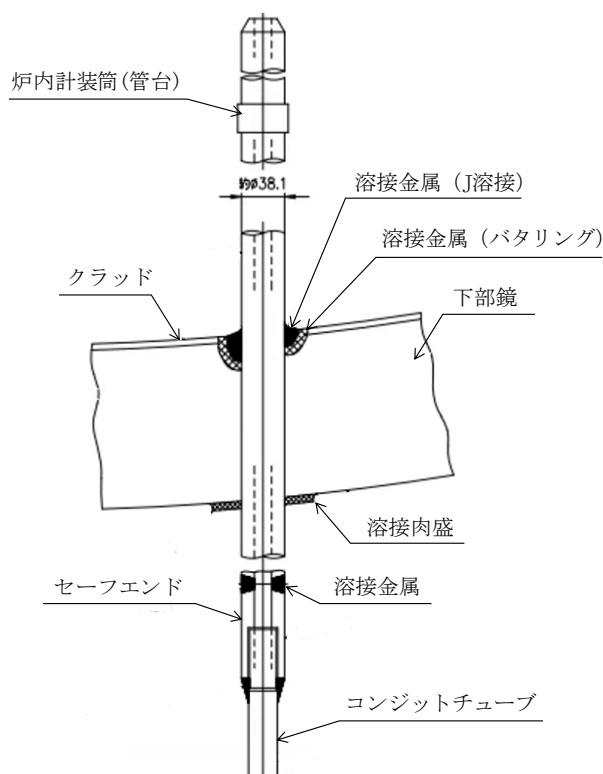 炉内計装筒(管台)
約φ38.1
溶接金属（J溶接）
溶接金属（バタリング）
クラッド
下部鏡
溶接肉盛
セーフエンド
溶接金属
コンジットチューブ